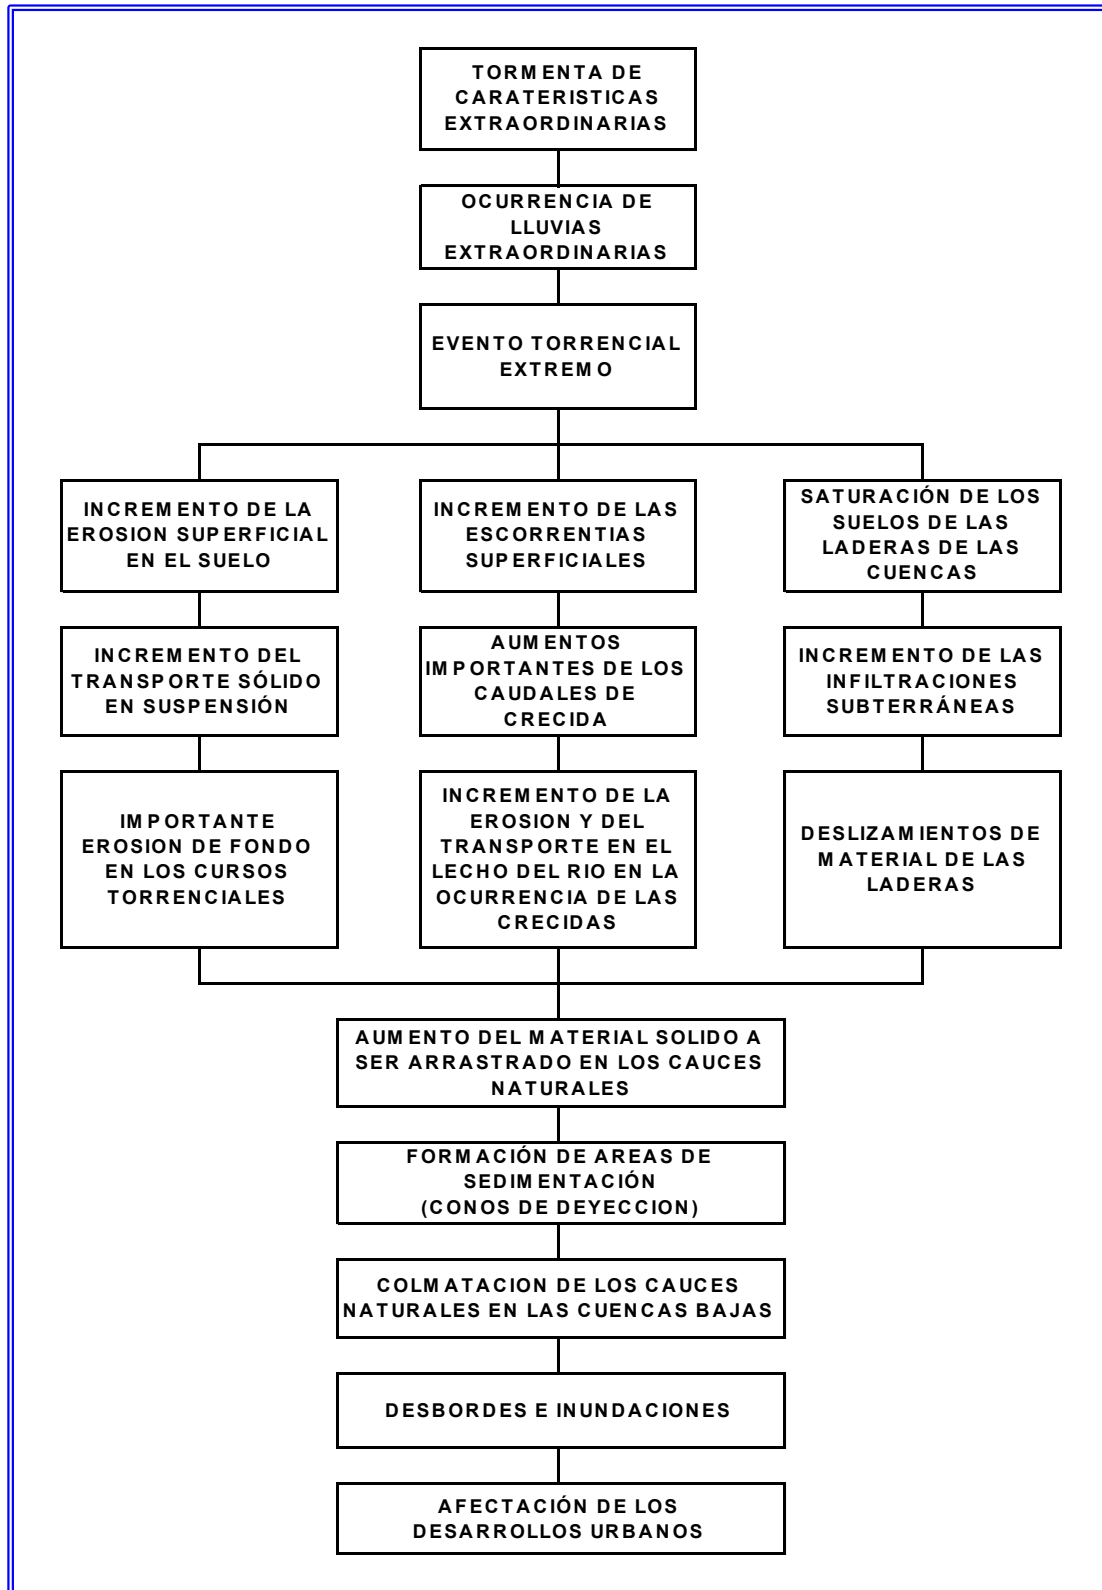 TORMENTA DE
CARATERISTICAS
EXTRAORDINARIAS
OCURRENCIA DE
LLUVIAS
EXTRAORDINARIAS
EVENTO TORRENCIAL
EXTREMO
INCREMENTO DE LA
EROSION SUPERFICIAL
EN EL SUELO
INCREMENTO DE LAS
ESCORRENTIAS
SUPERFICIALES
SATURACIÓN DE LOS
SUELOS DE LAS
LADERAS DE LAS
CUENCAS
INCREMENTO DEL
TRANSPORTE SÓLIDO
EN SUSPENSIÓN
AUMENTOS
IMPORTANTES DE LOS
CAUDALES DE
CRECIDA
INCREMENTO DE LAS
INFILTRACIONES
SUBTERRÁNEAS
IMPORTANTE
EROSION DE FONDO
EN LOS CURSOS
TORRENCIALES
INCREMENTO DE LA
EROSION Y DEL
TRANSPORTE EN EL
LECHO DEL RIO EN LA
OCURRENCIA DE LAS
CRECIDAS
DESLIZAMIENTOS DE
MATERIAL DE LAS
LADERAS
AUMENTO DEL MATERIAL SOLIDO A
SER ARRASTRADO EN LOS CAUCES
NATURALES
FORMACIÓN DE AREAS DE
SEDIMENTACIÓN
(CONOS DE DEYECCION)
COLMATACION DE LOS CAUCES
NATURALES EN LAS CUENCAS BAJAS
DESBORDES E INUNDACIONES
AFECTACIÓN DE LOS
DESARROLLOS URBANOS